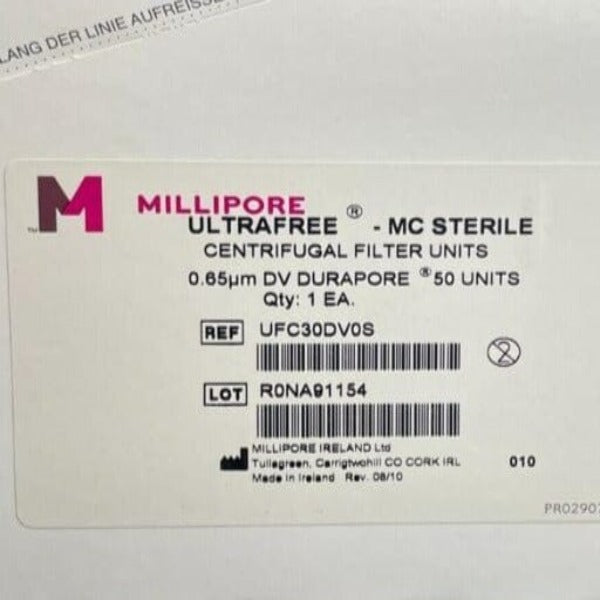 LANG DER LINIE AUFREISSE
M
™
MILLIPORE
ULTRAFREE ® - MC STERILE
CENTRIFUGAL FILTER UNITS
0.65µm DV DURAPORE ® 50 UNITS
Qty: 1 EA.
REF UFC30DV0S
2
LOT R0NA91154
MILLIPORE IRELAND Ltd
Tullagreen, Carrigtwohill CO CORK IRL
010
Made in Ireland Rev. 08/10
PR0290